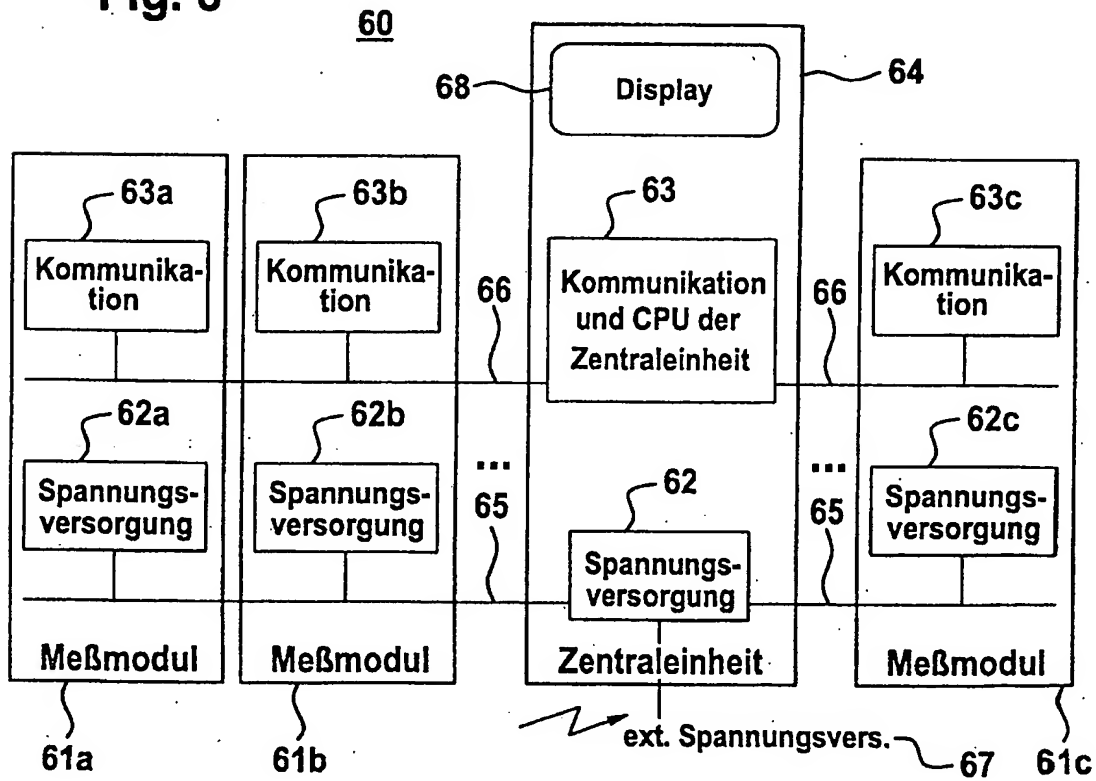 60
68
Display
64
63a
63b
63
63c
Kommunika-
tion
Kommunika-
tion
66
Kommunikation
und CPU der
Zentraleinheit
66
Kommunika-
tion
62a
62b
...
62
...
62c
Spannungs-
versorgung
Spannungs-
versorgung
65
Spannungs-
versorgung
65
Spannungs-
versorgung
Meßmodul
Meßmodul
Zentraleinheit
Meßmodul
61a
61b
ext. Spannungsvers.
67
61c